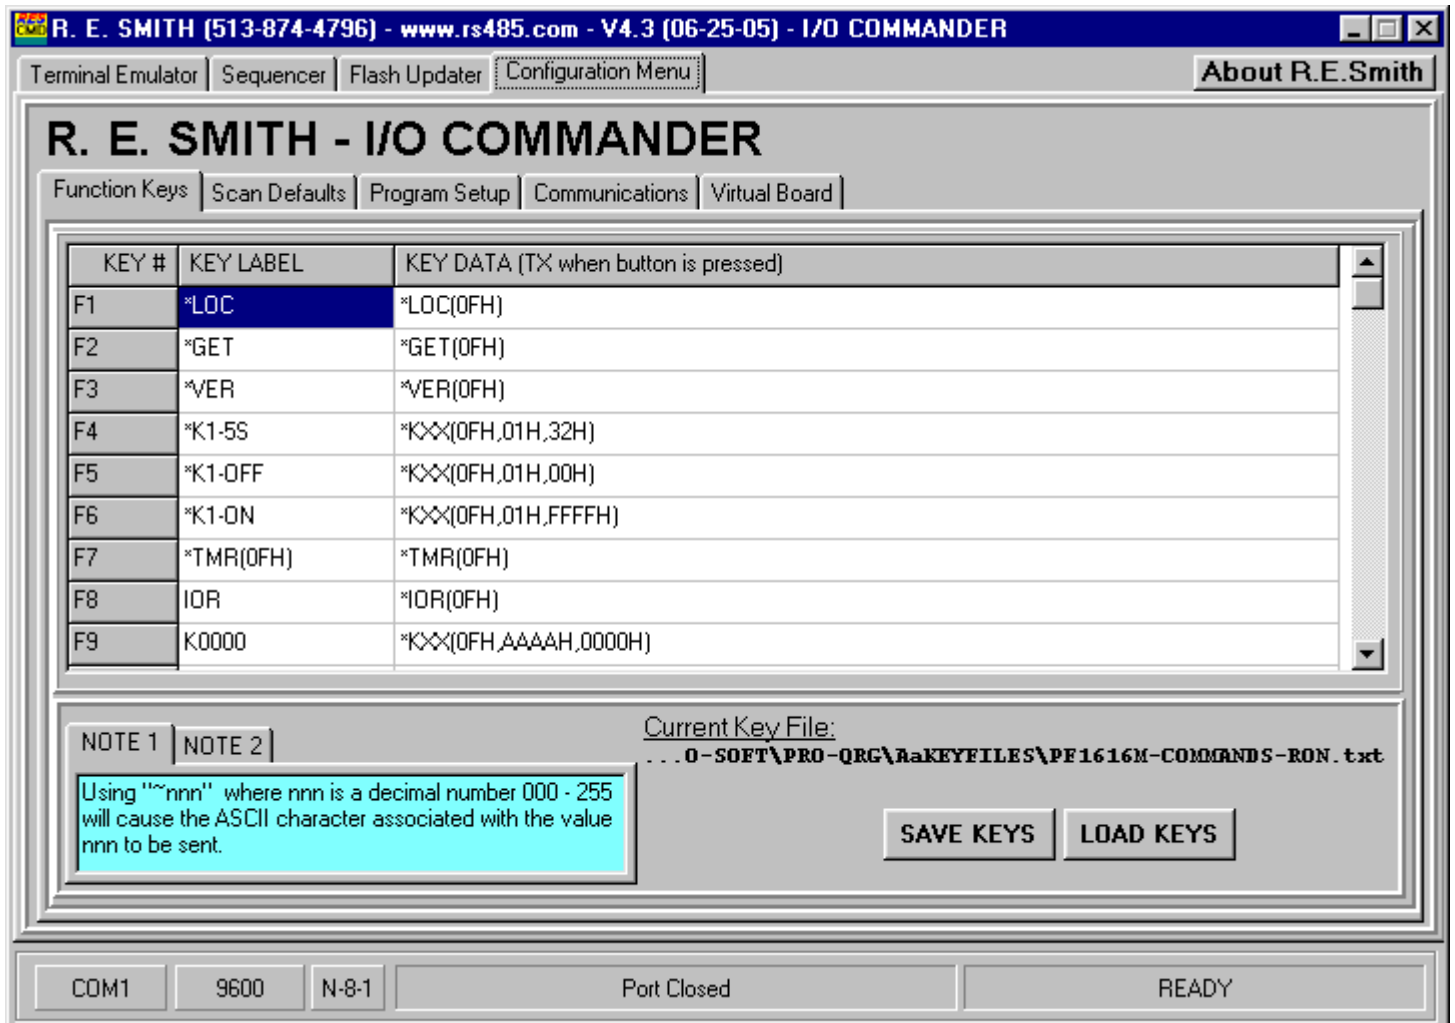 R. E. SMITH (513-874-4796) - www.rs485.com - V4.3 (06-25-05) - I/O COMMANDER
Terminal Emulator Sequencer Flash Updater Configuration Menu About R.E.Smith
R. E. SMITH - I/O COMMANDER
Function Keys Scan Defaults Program Setup Communications Virtual Board
KEY # KEY LABEL KEY DATA (TX when button is pressed)
F1 *LOC *LOC(0FH)
F2 *GET *GET(0FH)
F3 *VER *VER(0FH)
F4 *K1-5S *KXX(0FH,01H,32H)
F5 *K1-OFF *KXX(0FH,01H,00H)
F6 *K1-ON *KXX(0FH,01H,FFFFH)
F7 *TMR(0FH) *TMR(0FH)
F8 IOR *IOR(0FH)
F9 K0000 *KXX(0FH,AAAAH,0000H)
NOTE 1 NOTE 2
Using "~nnn" where nnn is a decimal number 000 - 255
will cause the ASCII character associated with the value
nnn to be sent.
Current Key File:
...O-SOFT\PRO-QRG\AaKEYFILES\PF1616M-COMMANDS-RON.txt
SAVE KEYS LOAD KEYS
COM1 9600 N-8-1 Port Closed READY